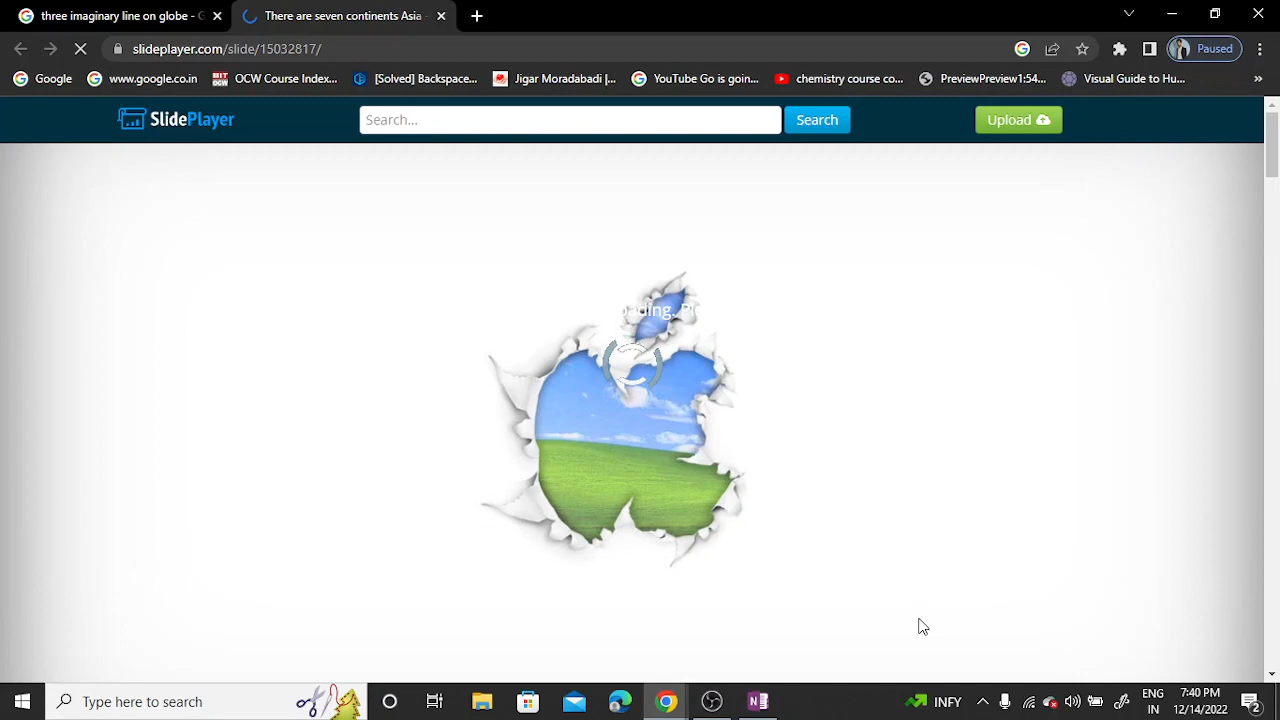 three imaginary line on globe - G
There are seven continents Asia -
slideplayer.com/slide/15032817/
Paused
Google
www.google.co.in
OCW Course Index...
[Solved] Backspace...
Jigar Moradabadi |...
YouTube Go is goin...
chemistry course co...
PreviewPreview1:54...
Visual Guide to Hu...
»
SlidePlayer
Search...
Search
Upload
Type here to search
INFY
ENG
IN
7:40 PM
12/14/2022
2